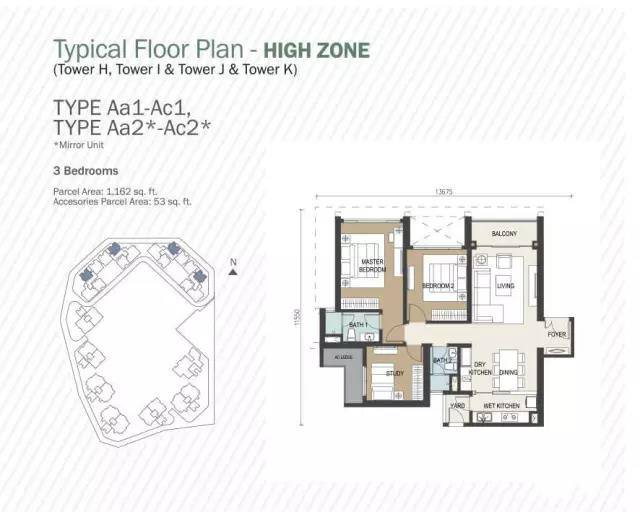 Typical Floor Plan - HIGH ZONE
(Tower H, Tower I & Tower J & Tower K)
TYPE Aa1-Ac1,
TYPE Aa2*-Ac2*
*Mirror Unit
3 Bedrooms
Parcel Area: 1,162 sq. ft.
Accesories Parcel Area: 53 sq. ft.
N
13675
11550
BALCONY
MASTER
BEDROOM
BEDROOM 2
LIVING
BATH 1
FOYER
AC LEDGE
STUDY
BATH 2
DRY
KITCHEN
DINING
YARD
WET KITCHEN